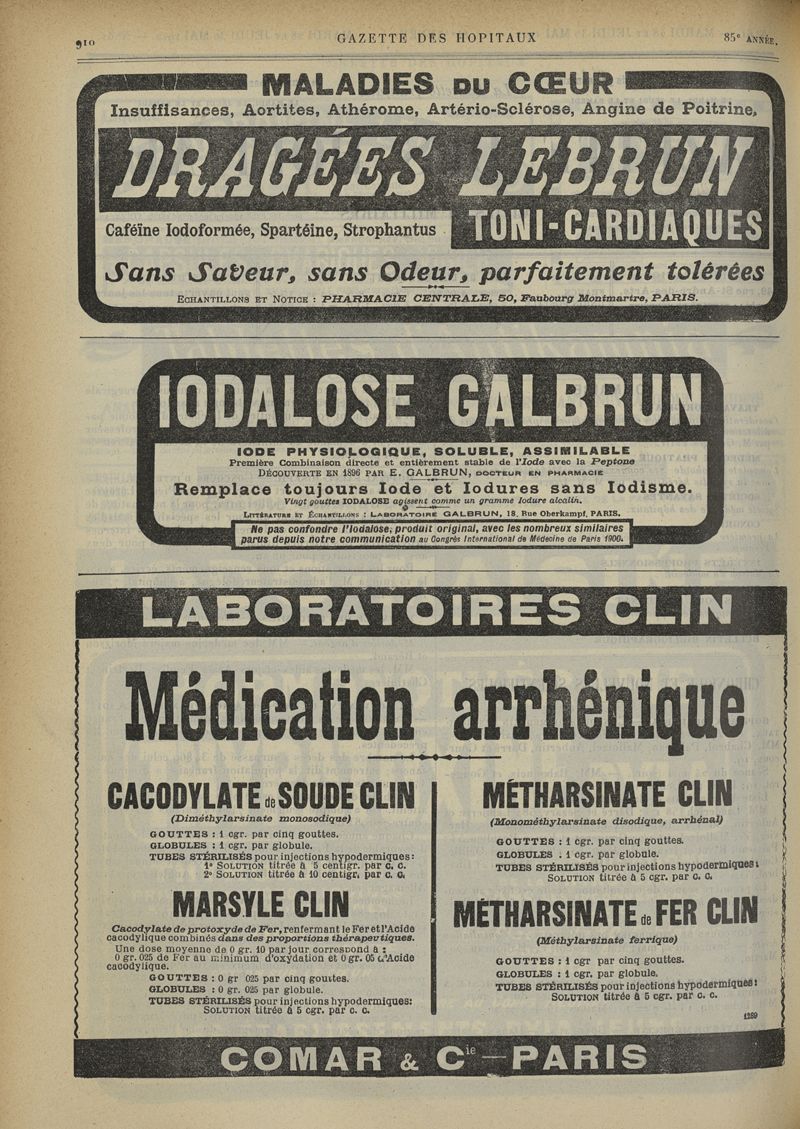 910
GAZETTE DES HOPITAUX
85e ANNÉE.
MALADIES DU CŒUR
Insuffisances, Aortites, Athérome, Artério-Sclérose, Angine de Poitrine,
DRAGÉES LEBRUN
Caféïne Iodoformée, Spartéine, Strophantus
TONI-CARDIAQUES
Sans Saveur, sans Odeur, parfaitement tolérées
ECHANTILLONS ET NOTICE : PHARMACIE CENTRALE, 50, Faubourg Montmartre, PARIS.
IODALOSE GALBRUN
IODE PHYSIOLOGIQUE, SOLUBLE, ASSIMILABLE
Première Combinaison directe et entièrement stable de l'Iode avec la Peptone
DÉCOUVERTE EN 1896 PAR E. GALBRUN, DOCTEUR EN PHARMACIE
Remplace toujours Iode et Iodures sans Iodisme.
Vingt gouttes IODALOSE agissent comme un gramme Iodure alcalin.
LITTÉRATURE ET ÉCHANTILLONS : LABORATOIRE GALBRUN, 18, Rue Oberkampf, PARIS.
Ne pas confondre l'Iodalose, produit original, avec les nombreux similaires
parus depuis notre communication au Congrès International de Médecine de Paris 1900.
LABORATOIRES CLIN
Médication arrhénique
CACODYLATE de SOUDE CLIN
(Diméthylarsinate monosodique)
GOUTTES : 1 cgr. par cinq gouttes.
GLOBULES : 1 cgr. par globule.
TUBES STÉRILISÉS pour injections hypodermiques:
1° SOLUTION titrée à 5 centigr. par c. c.
2° SOLUTION titrée à 10 centigr. par c. c.
MARSYLE CLIN
Cacodylate de protoxyde de Fer, renfermant le Fer et l'Acide
cacodylique combinés dans des proportions thérapeutiques.
Une dose moyenne de 0 gr. 10 par jour correspond à :
0 gr. 025 de Fer au minimum d'oxydation et 0 gr. 05 d'Acide
cacodylique.
GOUTTES : 0 gr 025 par cinq gouttes.
GLOBULES : 0 gr. 025 par globule.
TUBES STÉRILISÉS pour injections hypodermiques:
SOLUTION titrée à 5 cgr. par c. c.
MÉTHARSINATE CLIN
(Monométhylarsinate disodique, arrhénal)
GOUTTES : 1 cgr. par cinq gouttes.
GLOBULES . 1 cgr. par globule.
TUBES STÉRILISÉS pour injections hypodermiques:
SOLUTION titrée à 5 cgr. par c. c.
MÉTHARSINATE de FER CLIN
(Méthylarsinate ferrique)
GOUTTES : 1 cgr par cinq gouttes.
GLOBULES : 1 cgr. par globule.
TUBES STÉRILISÉS pour injections hypodermiques:
SOLUTION titrée à 5 cgr. par c. c.
1289
COMAR & Cie — PARIS